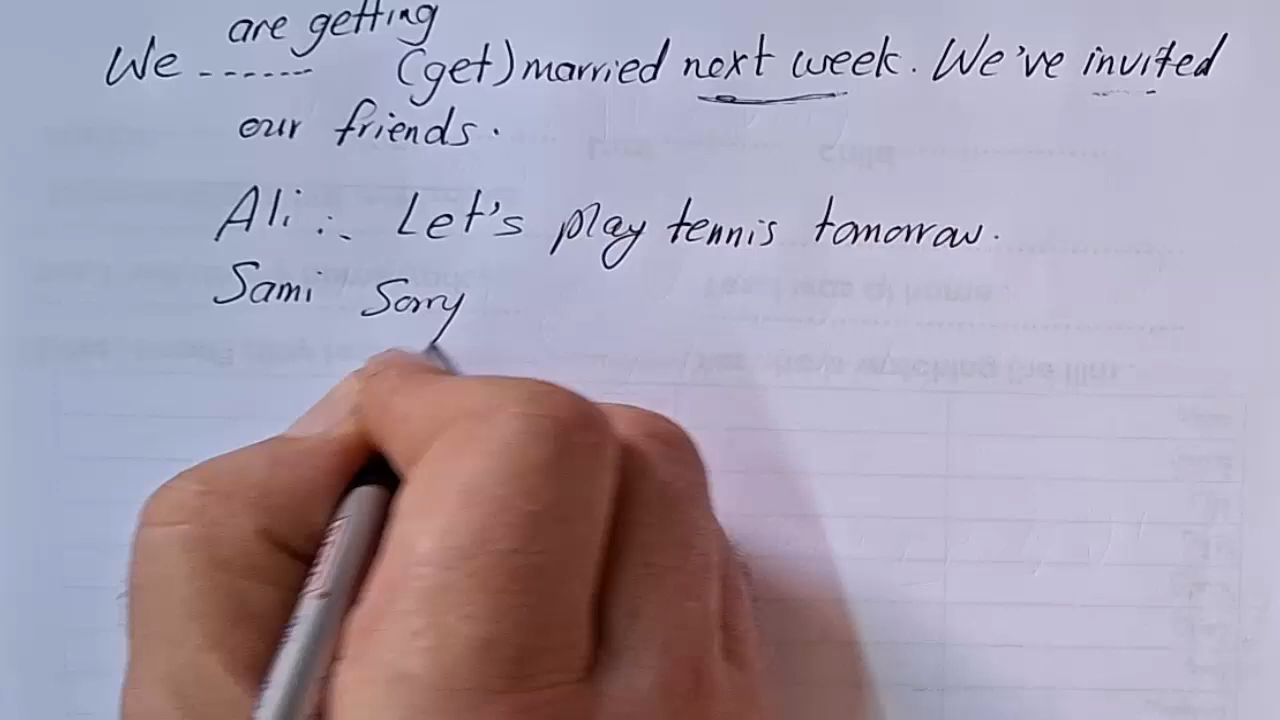 are getting
We ------- (get) married next week. We've invited
our friends.
Ali : Let's play tennis tomorrow.
Sami Sorry